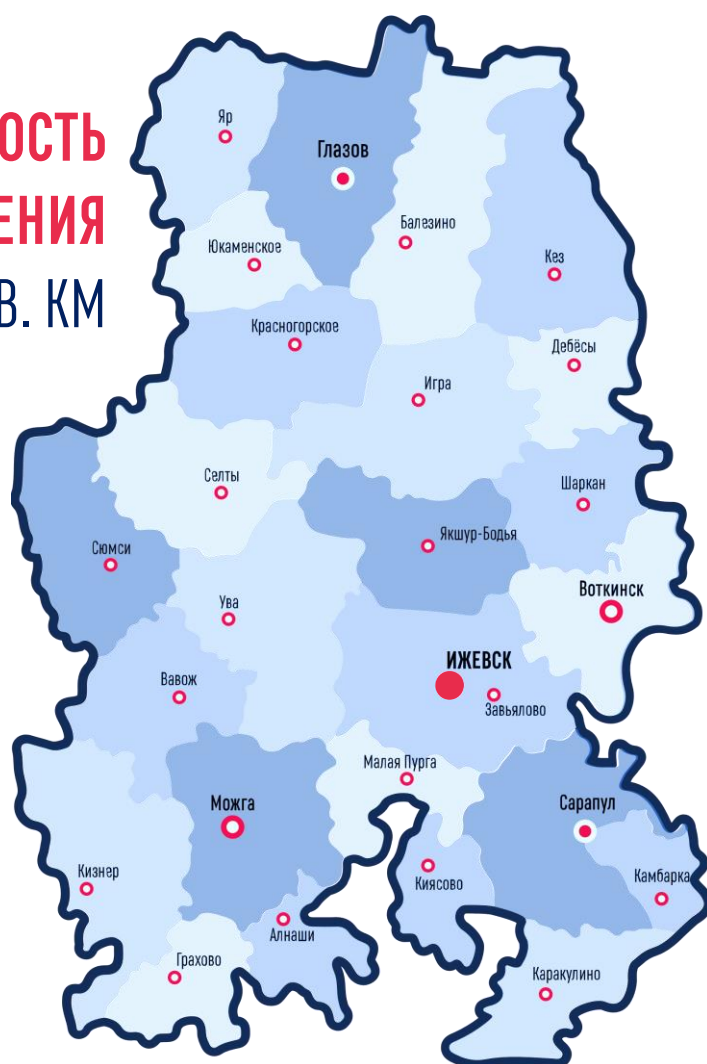 ОСТЬ
ЕНИЯ
В. КМ
Яр
Глазов
Балезино
Юкаменское
Кез
Красногорское
Дебёсы
Игра
Селты
Шаркан
Якшур-Бодья
Сюмси
Воткинск
Ува
ИЖЕВСК
Вавож
Завьялово
Малая Пурга
Можга
Сарапул
Кизнер
Киясово
Камбарка
Алнаши
Грахово
Каракулино